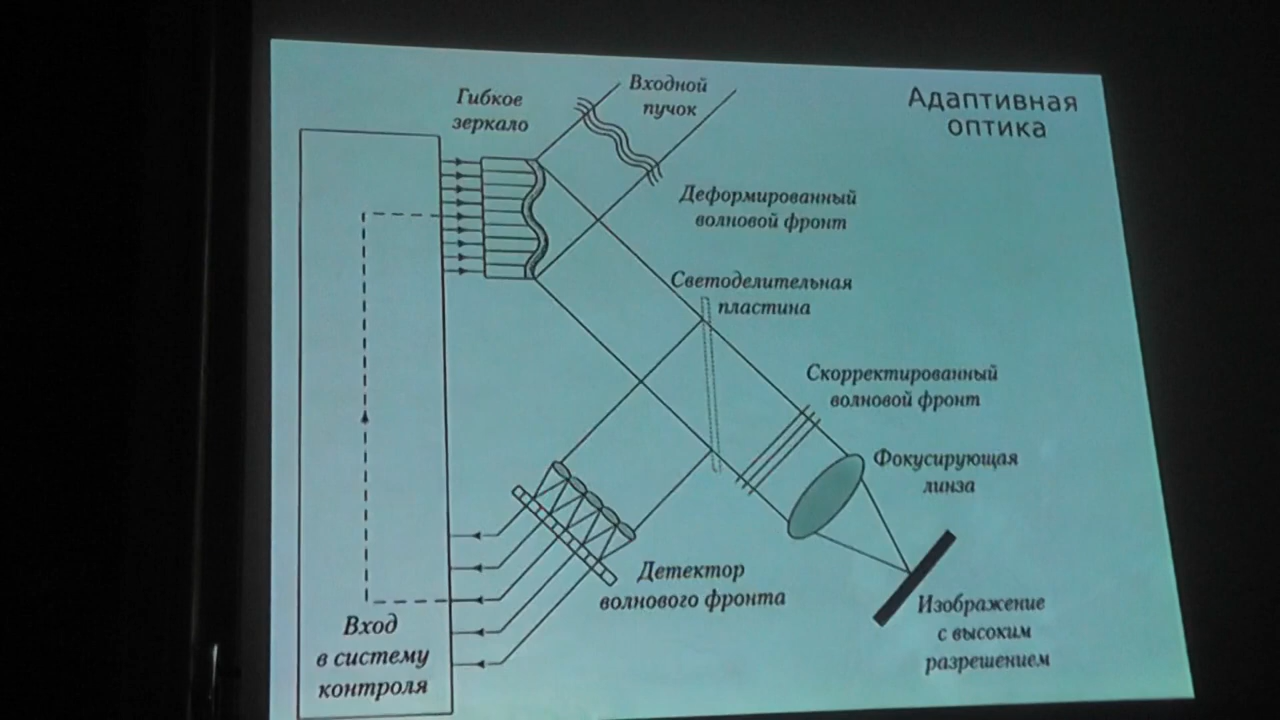 Адаптивная
оптика
Гибкое
зеркало
Входной
пучок
Деформированный
волновой фронт
Светоделительная
пластина
Скорректированный
волновой фронт
Фокусирующая
линза
Детектор
волнового фронта
Изображение
с высоким
разрешением
Вход
в систему
контроля